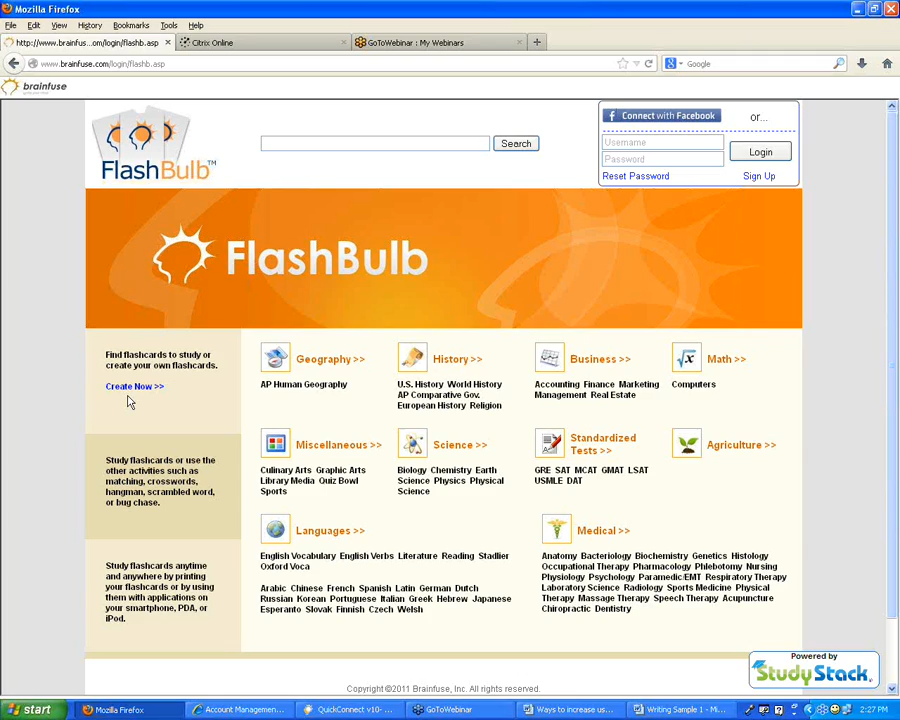 Mozilla Firefox
File Edit View History Bookmarks Tools Help
http://www.brainfus...om/login/flashb.asp Citrix Online GoToWebinar : My Webinars
www.brainfuse.com/login/flashb.asp Google
brainfuse
Connect with Facebook or...
Username
Password
Login
Reset Password Sign Up
FlashBulb™
Search
FlashBulb
Find flashcards to study or
create your own flashcards.
Create Now >>
Study flashcards or use the
other activities such as
matching, crosswords,
hangman, scrambled word,
or bug chase.
Study flashcards anytime
and anywhere by printing
your flashcards or by using
them with applications on
your smartphone, PDA, or
iPod.
Geography >>
AP Human Geography
History >>
U.S. History World History
AP Comparative Gov.
European History Religion
Business >>
Accounting Finance Marketing
Management Real Estate
Math >>
Computers
Miscellaneous >>
Culinary Arts Graphic Arts
Library Media Quiz Bowl
Sports
Science >>
Biology Chemistry Earth
Science Physics Physical
Science
Standardized
Tests >>
GRE SAT MCAT GMAT LSAT
USMLE DAT
Agriculture >>
Languages >>
English Vocabulary English Verbs Literature Reading Stadlier
Oxford Voca
Arabic Chinese French Spanish Latin German Dutch
Russian Korean Portuguese Italian Greek Hebrew Japanese
Esperanto Slovak Finnish Czech Welsh
Medical >>
Anatomy Bacteriology Biochemistry Genetics Histology
Occupational Therapy Pharmacology Phlebotomy Nursing
Physiology Psychology Paramedic/EMT Respiratory Therapy
Laboratory Science Radiology Sports Medicine Physical
Therapy Massage Therapy Speech Therapy Acupuncture
Chiropractic Dentistry
Powered by
StudyStack
Copyright ©2011 Brainfuse, Inc. All rights reserved.
start Mozilla Firefox Account Managemen... QuickConnect v10-... GoToWebinar Ways to increase us... Writing Sample 1 - Mi... 2:27 PM